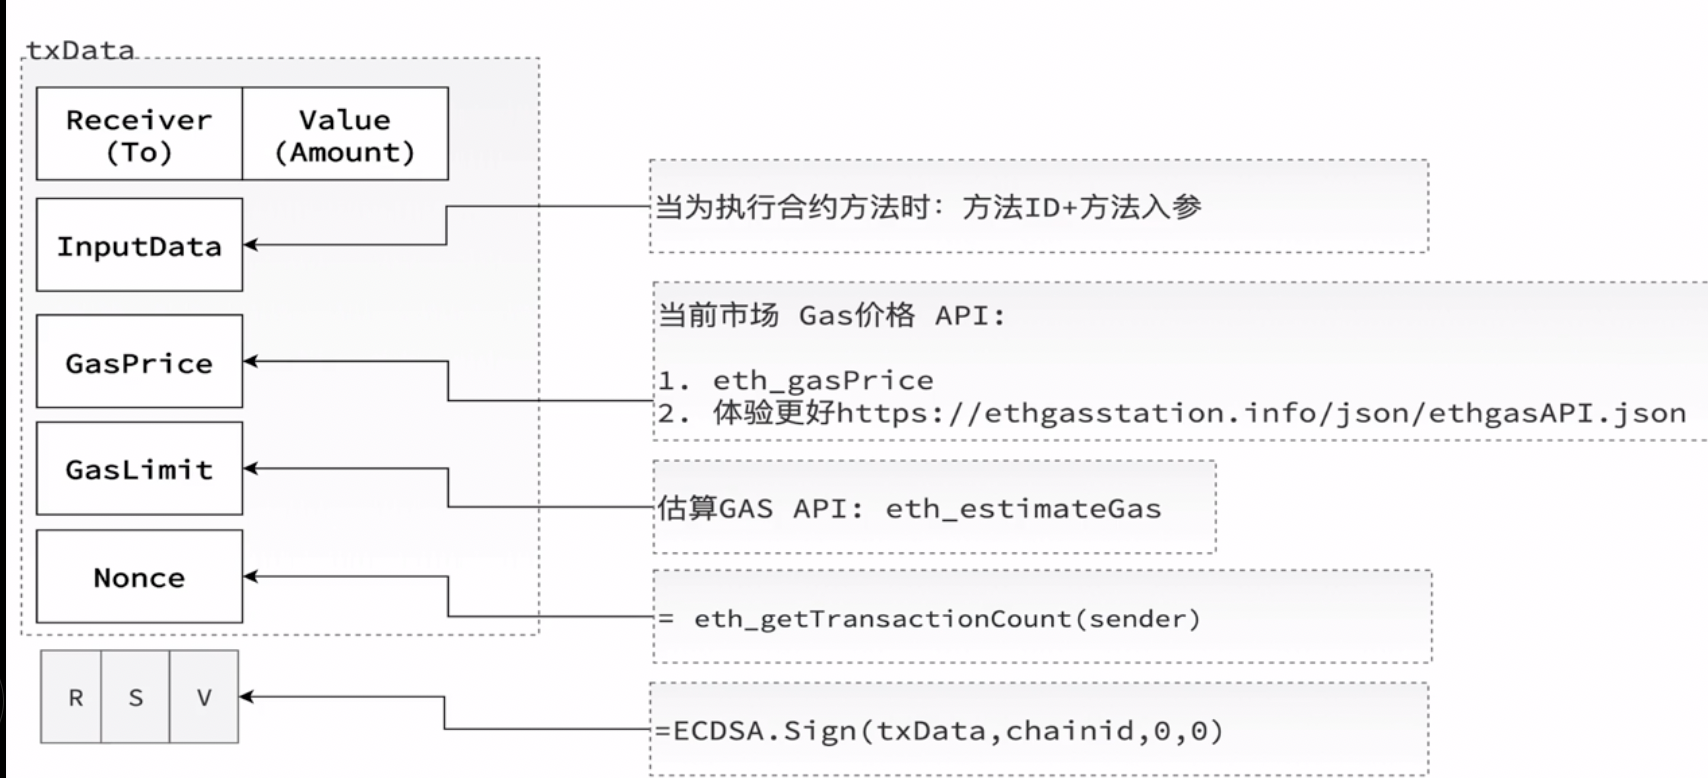 txData
Receiver
(To)
Value
(Amount)
InputData
当为执行合约方法时: 方法ID+方法入参
GasPrice
当前市场 Gas价格 API:
1. eth_gasPrice
2. 体验更好https://ethgasstation.info/json/ethgasAPI.json
GasLimit
估算GAS API: eth_estimateGas
Nonce
= eth_getTransactionCount(sender)
R S V
=ECDSA.Sign(txData,chainid,0,0)